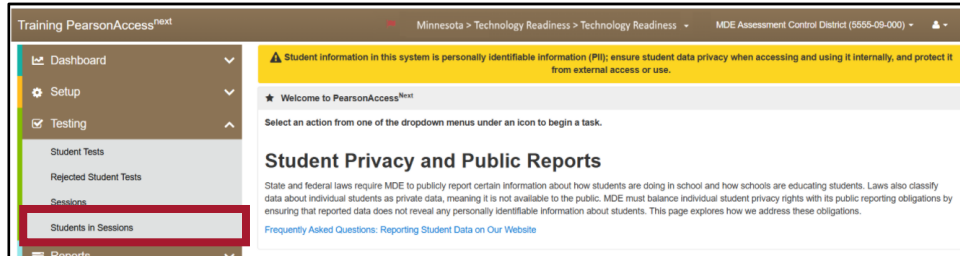 Training PearsonAccessnext
Minnesota > Technology Readiness > Technology Readiness
MDE Assessment Control District (5555-09-000)
Dashboard
Setup
Testing
Student Tests
Rejected Student Tests
Sessions
Students in Sessions
Reports
Student information in this system is personally identifiable information (PII); ensure student data privacy when accessing and using it internally, and protect it
from external access or use.
Welcome to PearsonAccessNext
Select an action from one of the dropdown menus under an icon to begin a task.
Student Privacy and Public Reports
State and federal laws require MDE to publicly report certain information about how students are doing in school and how schools are educating students. Laws also classify
data about individual students as private data, meaning it is not available to the public. MDE must balance individual student privacy rights with its public reporting obligations by
ensuring that reported data does not reveal any personally identifiable information about students. This page explores how we address these obligations.
Frequently Asked Questions: Reporting Student Data on Our Website